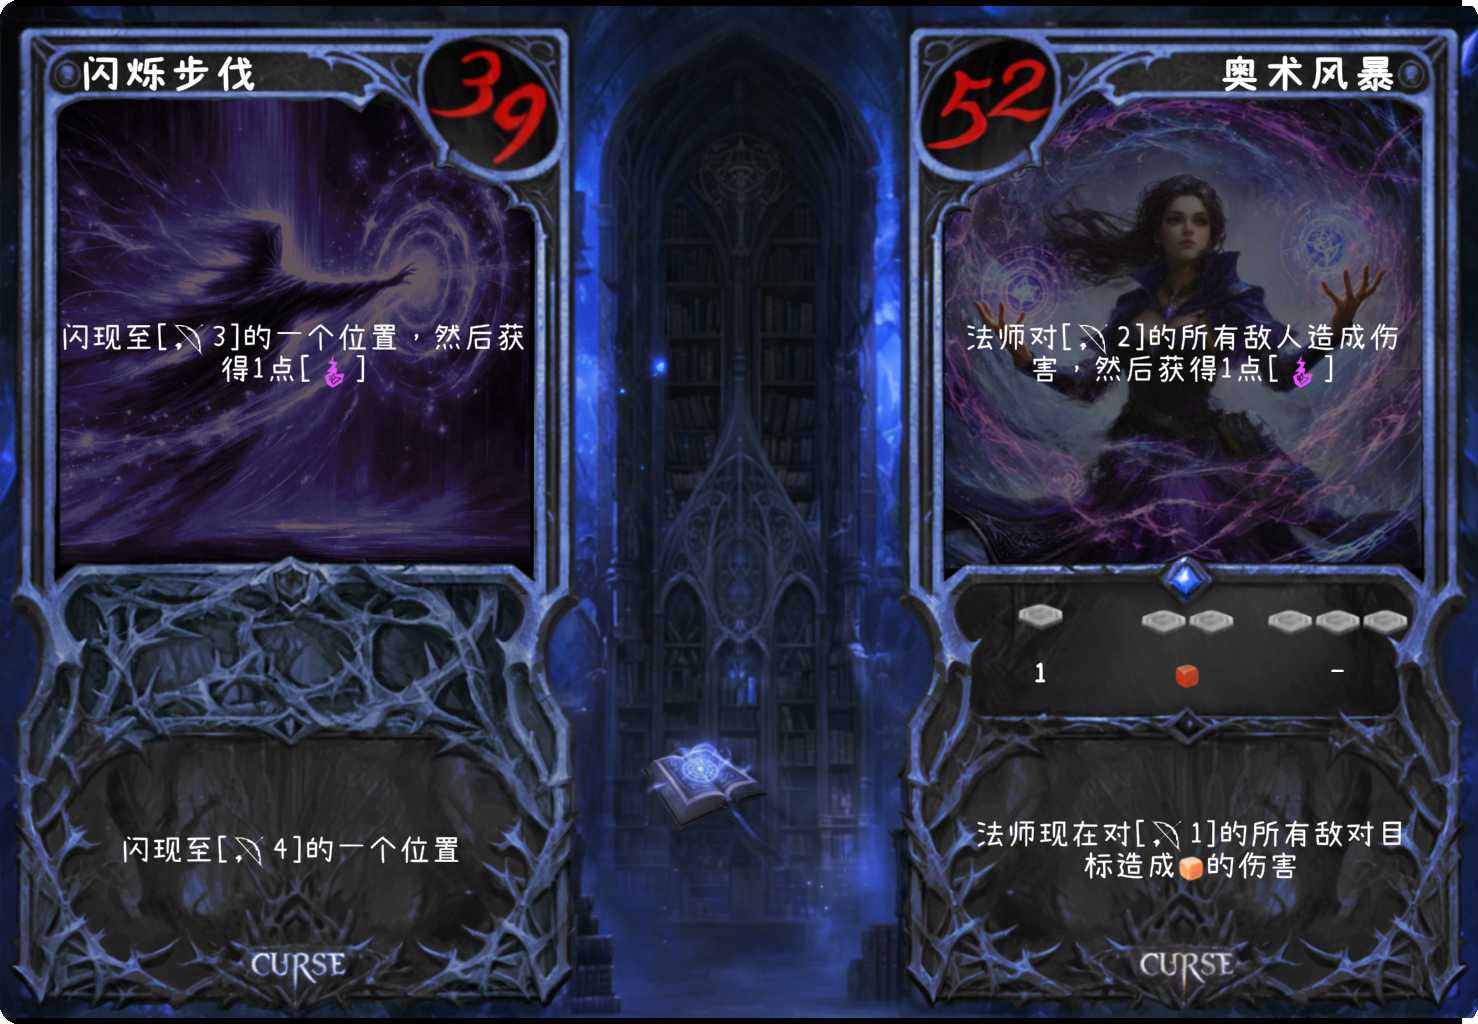 闪烁步伐
39
闪现至[ 3]的一个位置，然后获
得1点[ ]
闪现至[ 4]的一个位置
CURSE
52
奥术风暴
法师对[ 2]的所有敌人造成伤
害，然后获得1点[ ]
1
–
法师现在对[ 1]的所有敌对目
标造成 的伤害
CURSE